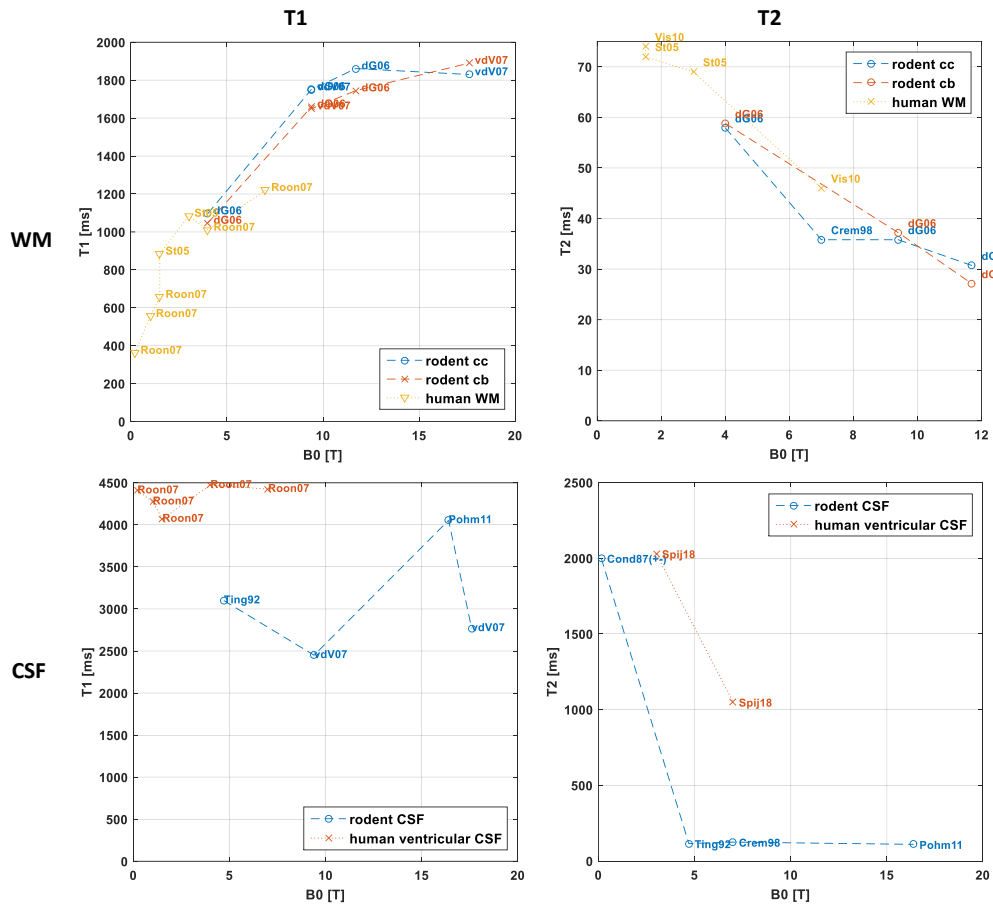 T1
T2
WM
CSF
2000
1800
1600
1400
1200
1000
800
600
400
200
0
T1 [ms]
0
5
10
15
20
B0 [T]
dG06
vdV07
vdV07
dG06
dG06
vdV07
dG06
dG06
Roon07
St05
Roon07
St05
Roon07
Roon07
Roon07
rodent cc
rodent cb
human WM
70
60
50
40
30
20
10
0
T2 [ms]
0
2
4
6
8
10
12
B0 [T]
Vis10
St05
St05
dG06
dG06
Vis10
Crem98
dG06
dG06
rodent cc
rodent cb
human WM
4500
4000
3500
3000
2500
2000
1500
1000
500
0
T1 [ms]
0
5
10
15
20
B0 [T]
Roon07
Roon07
Roon07
Roon07
Roon07
Pohm11
Ting92
vdV07
vdV07
rodent CSF
human ventricular CSF
2500
2000
1500
1000
500
0
T2 [ms]
0
5
10
15
20
B0 [T]
Cond87(+-)
Spij18
Spij18
Ting92
Crem98
Pohm11
rodent CSF
human ventricular CSF